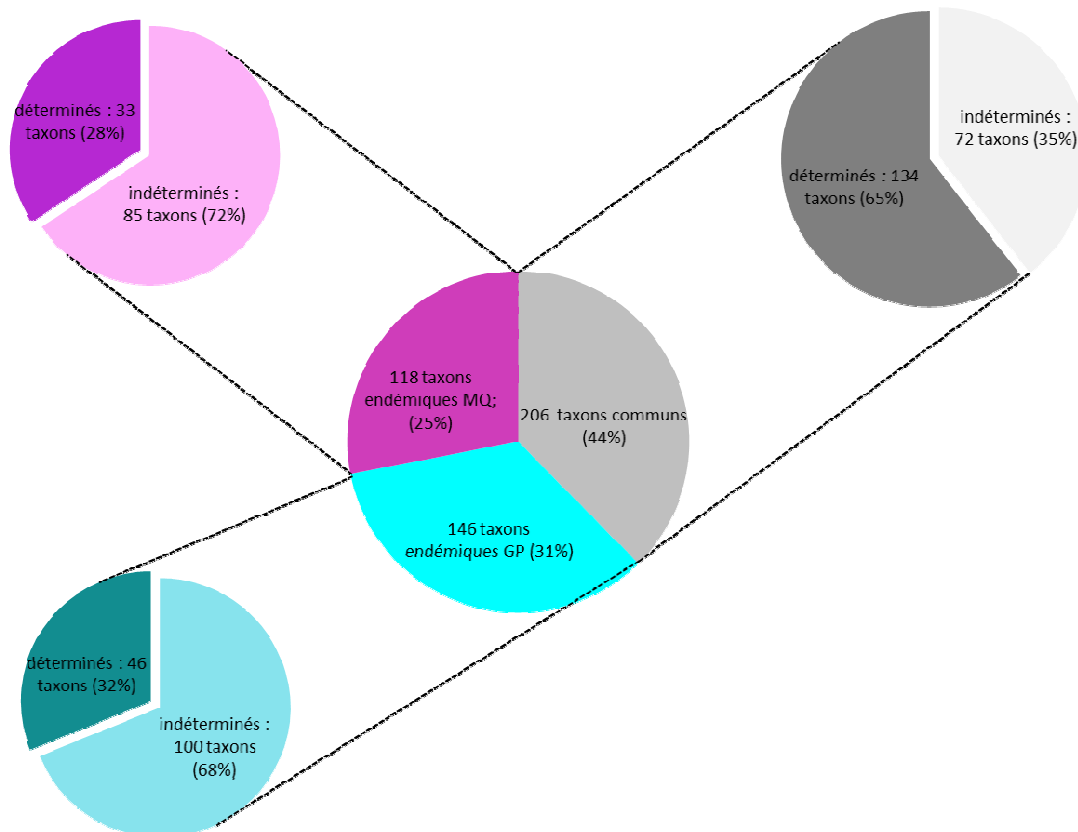 déterminés : 33
taxons (28%)
indéterminés :
85 taxons (72%)
indéterminés :
72 taxons (35%)
déterminés : 134
taxons (65%)
118 taxons
endémiques MQ;
(25%)
206 taxons communs
(44%)
146 taxons
endémiques GP (31%)
déterminés : 46
taxons (32%)
indéterminés :
100 taxons
(68%)